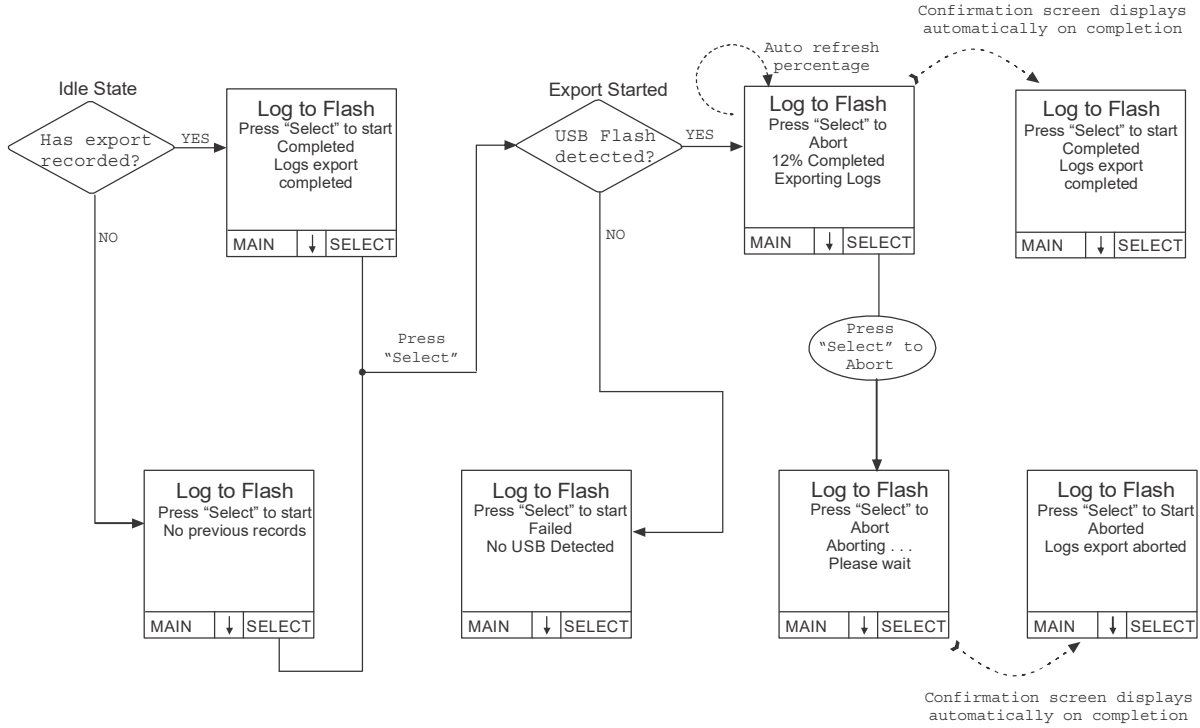 Confirmation screen displays
automatically on completion
Auto refresh
percentage
Idle State
Has export
recorded?
YES
NO
Log to Flash
Press “Select” to start
Completed
Logs export
completed
MAIN ↓ SELECT
Press
“Select”
Export Started
USB Flash
detected?
YES
NO
Log to Flash
Press “Select” to
Abort
12% Completed
Exporting Logs
MAIN ↓ SELECT
Log to Flash
Press “Select” to start
Completed
Logs export
completed
MAIN ↓ SELECT
Press
“Select” to
Abort
Log to Flash
Press “Select” to start
No previous records
MAIN ↓ SELECT
Log to Flash
Press “Select” to start
Failed
No USB Detected
MAIN ↓ SELECT
Log to Flash
Press “Select” to
Abort
Aborting . . .
Please wait
MAIN ↓ SELECT
Log to Flash
Press “Select” to Start
Aborted
Logs export aborted
MAIN ↓ SELECT
Confirmation screen displays
automatically on completion